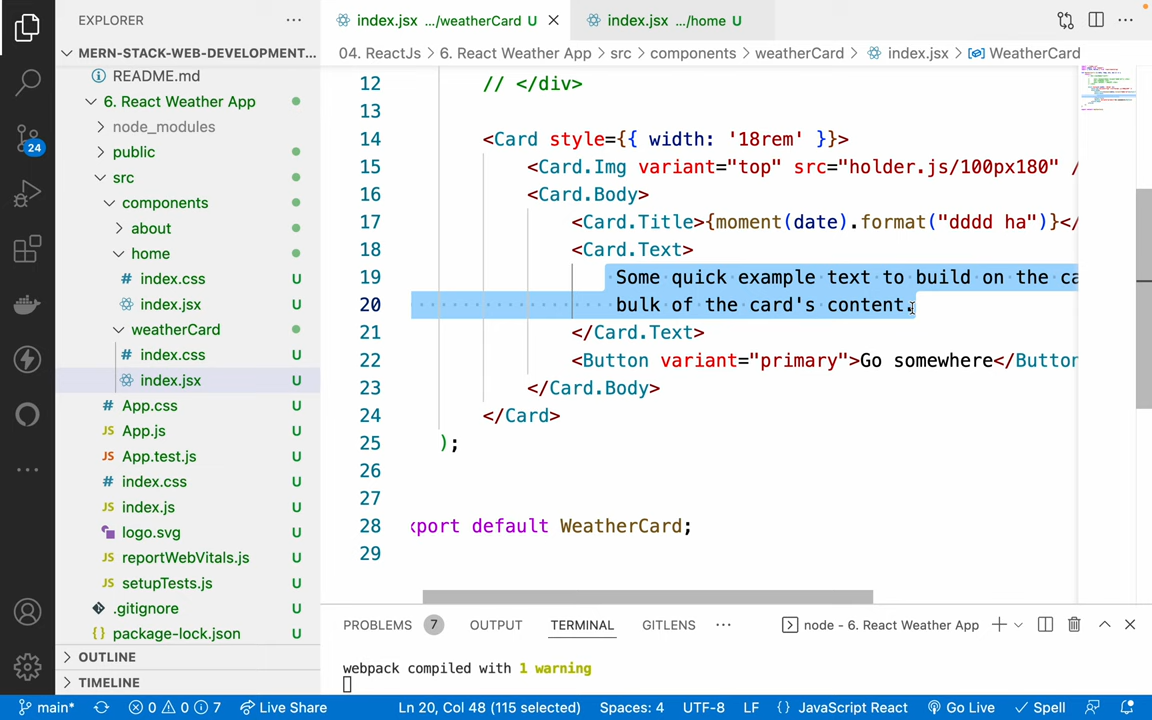 EXPLORER
index.jsx .../weatherCard U
index.jsx .../home U
MERN-STACK-WEB-DEVELOPMENT...
04. ReactJs > 6. React Weather App > src > components > weatherCard > index.jsx > WeatherCard
README.md
6. React Weather App
node_modules
public
src
components
about
home
index.css U
index.jsx U
weatherCard
index.css U
index.jsx U
App.css U
App.js U
App.test.js U
index.css U
index.js U
logo.svg U
reportWebVitals.js U
setupTests.js U
.gitignore U
package-lock.json U
OUTLINE
TIMELINE
24
12 // </div>
13
14 <Card style={{ width: '18rem' }}>
15 <Card.Img variant="top" src="holder.js/100px180" /
16 <Card.Body>
17 <Card.Title>{moment(date).format("dddd ha")}</
18 <Card.Text>
19 Some quick example text to build on the ca
20 bulk of the card's content.
21 </Card.Text>
22 <Button variant="primary">Go somewhere</Button
23 </Card.Body>
24 </Card>
25 );
26
27
28 xport default WeatherCard;
29
PROBLEMS 7 OUTPUT TERMINAL GITLENS node - 6. React Weather App
webpack compiled with 1 warning
main* 0 0 7 Live Share Ln 20, Col 48 (115 selected) Spaces: 4 UTF-8 LF {} JavaScript React Go Live Spell